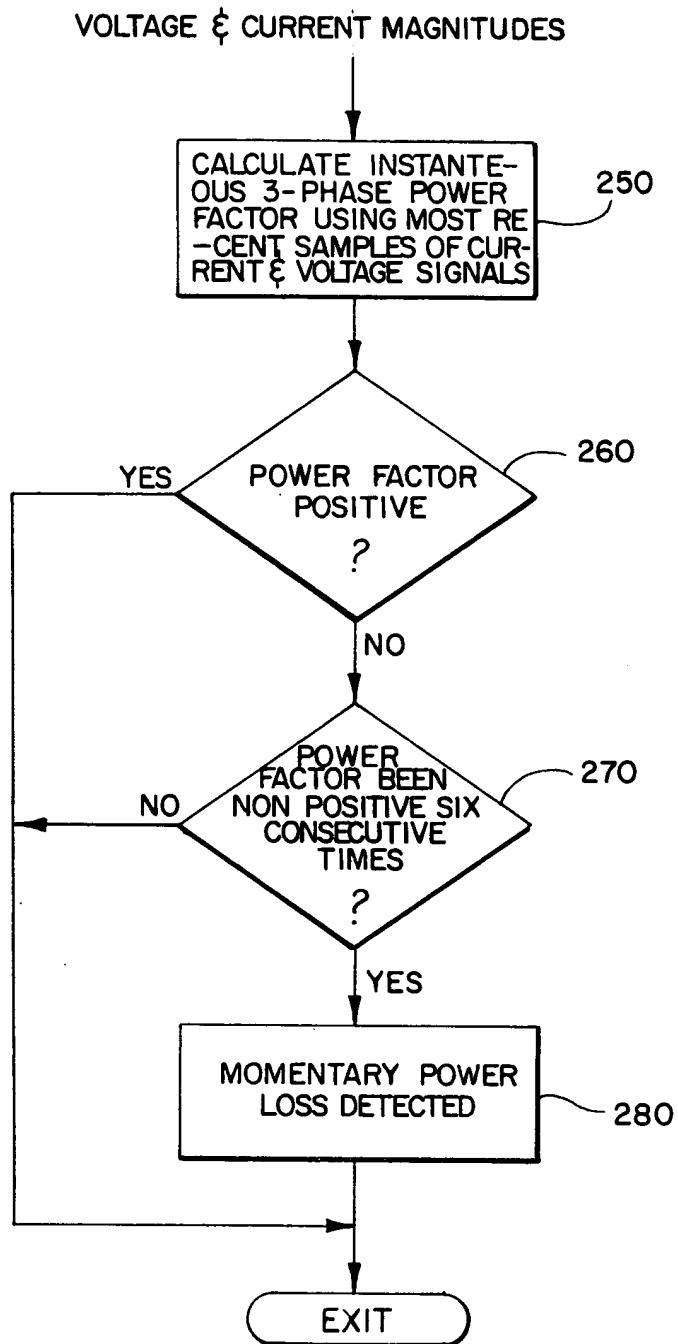 VOLTAGE & CURRENT MAGNITUDES
CALCULATE INSTANTE-
OUS 3-PHASE POWER
FACTOR USING MOST RE
-CENT SAMPLES OF CUR-
RENT & VOLTAGE SIGNALS
250
POWER FACTOR
POSITIVE
?
260
YES
NO
POWER
FACTOR BEEN
NON POSITIVE SIX
CONSECUTIVE
TIMES
?
270
NO
YES
MOMENTARY POWER
LOSS DETECTED
280
EXIT